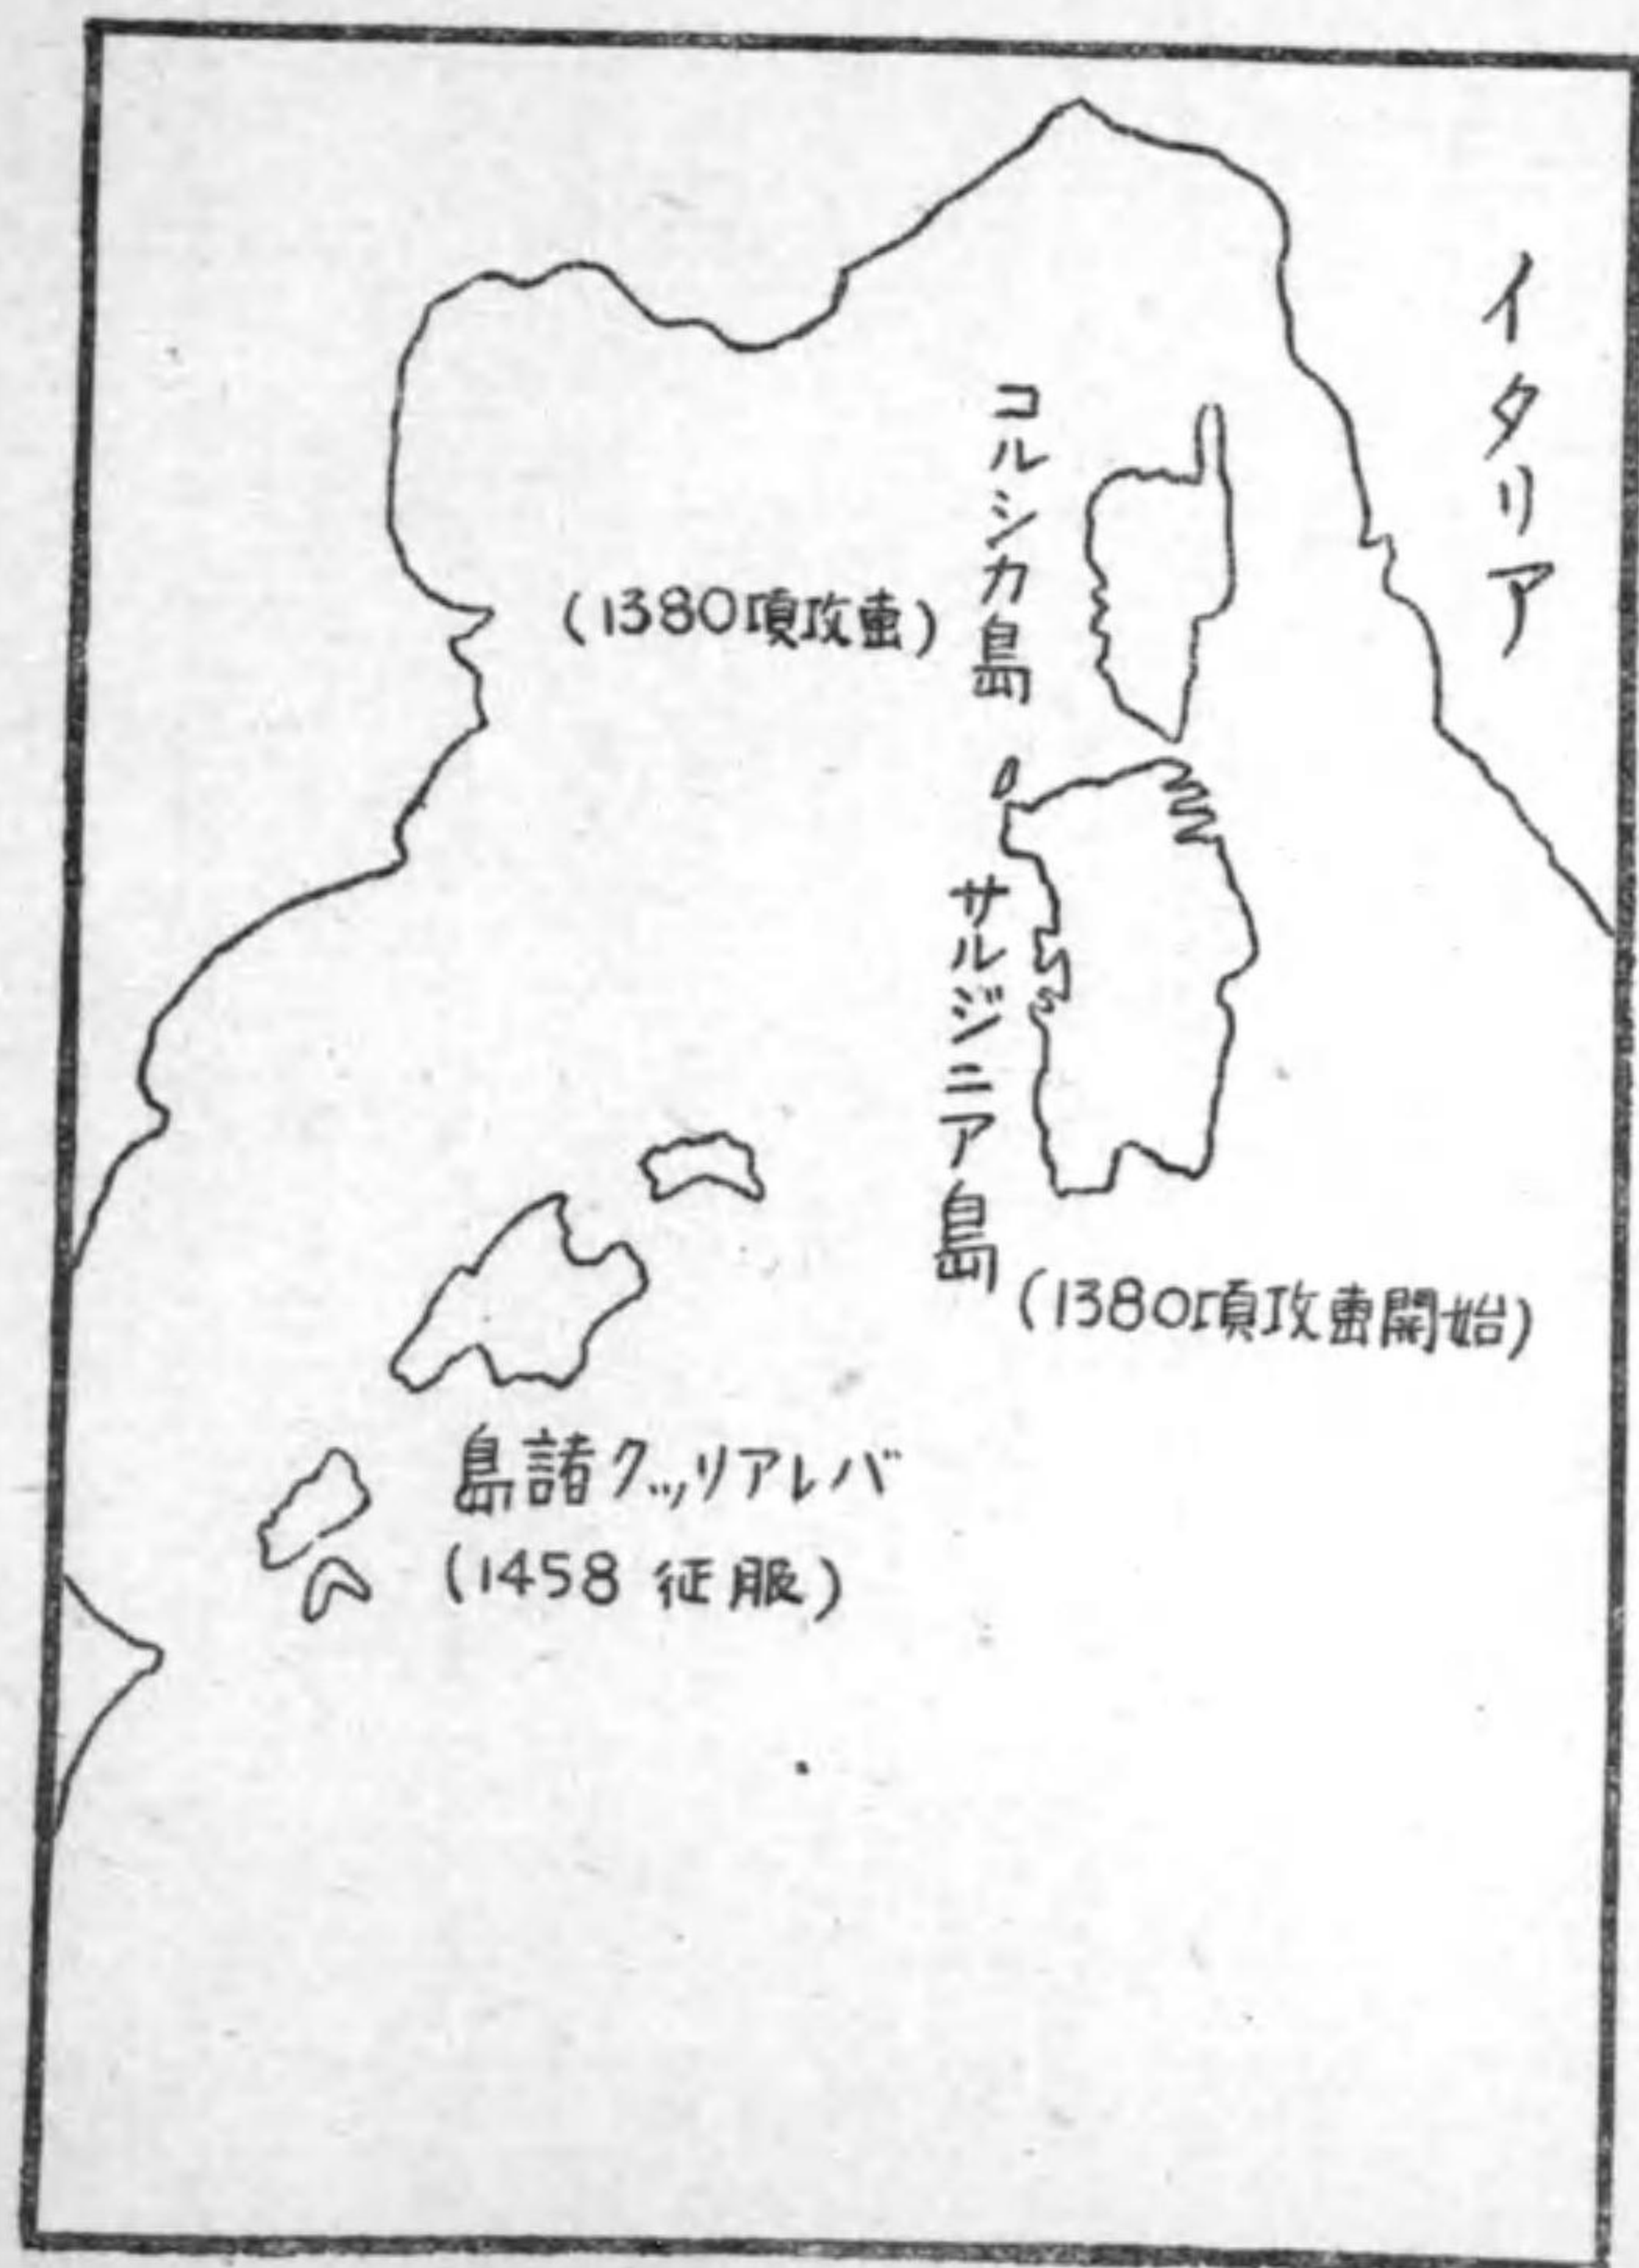 イタリア
コルシカ島
(1380頃攻撃)
サルジニア島
(1380頃攻撃開始)
島諸クッリアレバ
(1458 征服)